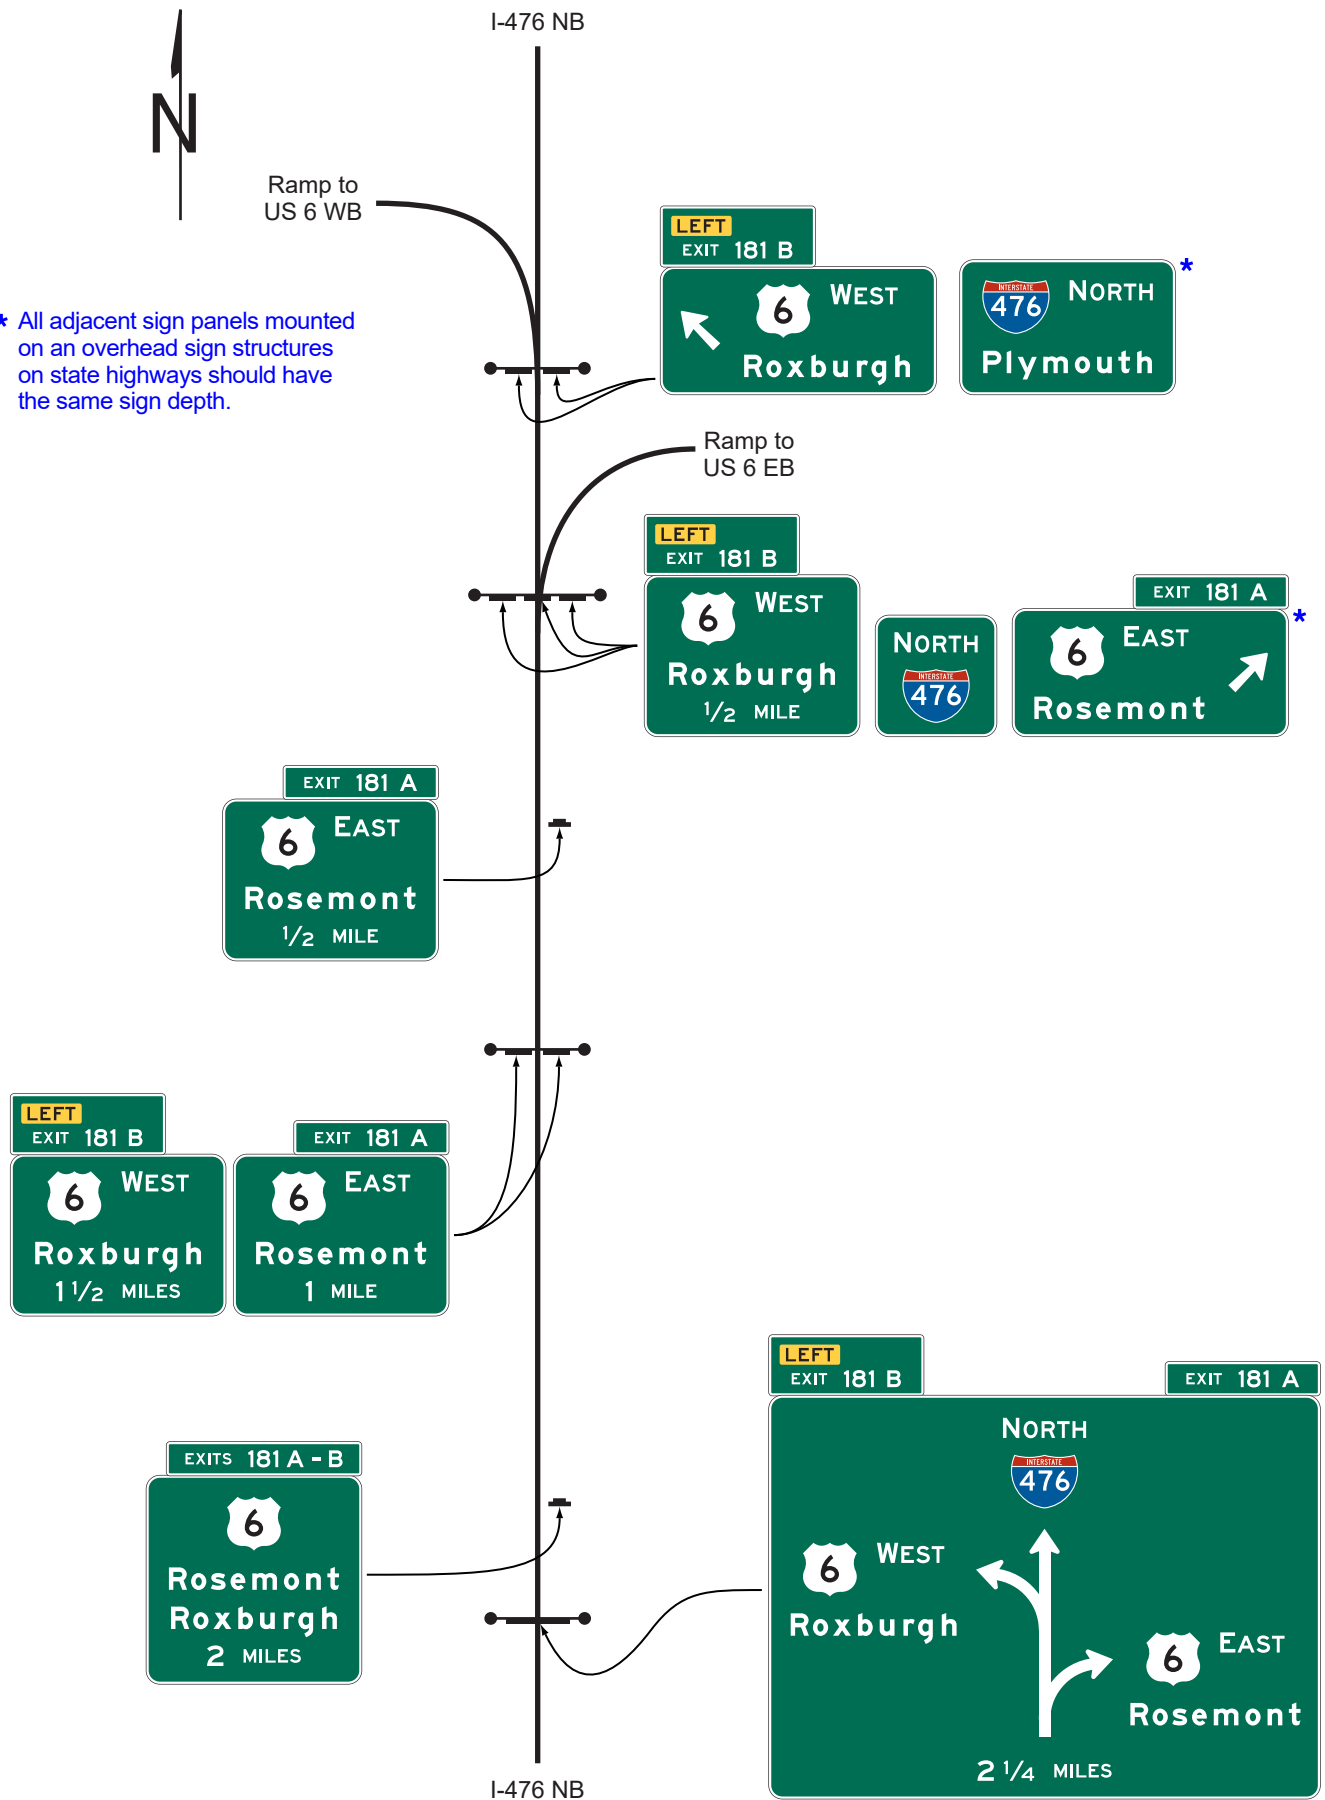 I-476 NB
N
Ramp to
US 6 WB
LEFT
EXIT 181 B
6 WEST
Roxburgh
*
INTERSTATE
476 NORTH
Plymouth
* All adjacent sign panels mounted
on an overhead sign structures
on state highways should have
the same sign depth.
Ramp to
US 6 EB
LEFT
EXIT 181 B
6 WEST
Roxburgh
1/2 MILE
NORTH
INTERSTATE
476
EXIT 181 A
*
6 EAST
Rosemont
EXIT 181 A
6 EAST
Rosemont
1/2 MILE
LEFT
EXIT 181 B
6 WEST
Roxburgh
1 1/2 MILES
EXIT 181 A
6 EAST
Rosemont
1 MILE
LEFT
EXIT 181 B
EXIT 181 A
NORTH
INTERSTATE
476
6 WEST
Roxburgh
6 EAST
Rosemont
2 1/4 MILES
EXITS 181 A - B
6
Rosemont
Roxburgh
2 MILES
I-476 NB